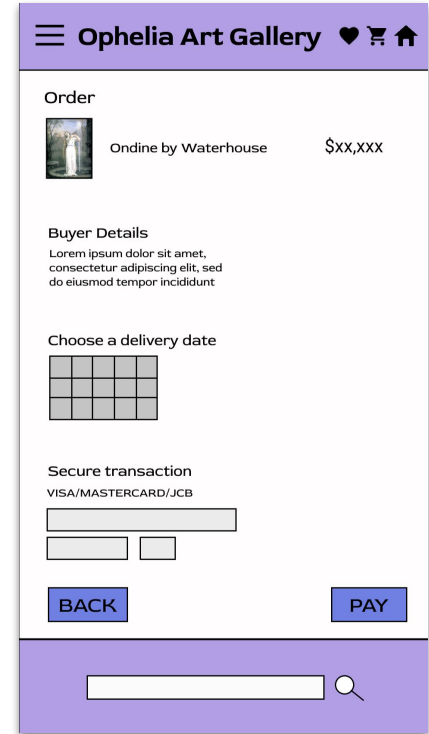 Ophelia Art Gallery
Order
Ondine by Waterhouse $xx,xxx
Buyer Details
Lorem ipsum dolor sit amet,
consectetur adipiscing elit, sed
do eiusmod tempor incididunt
Choose a delivery date
Secure transaction
VISA/MASTERCARD/JCB
BACK PAY